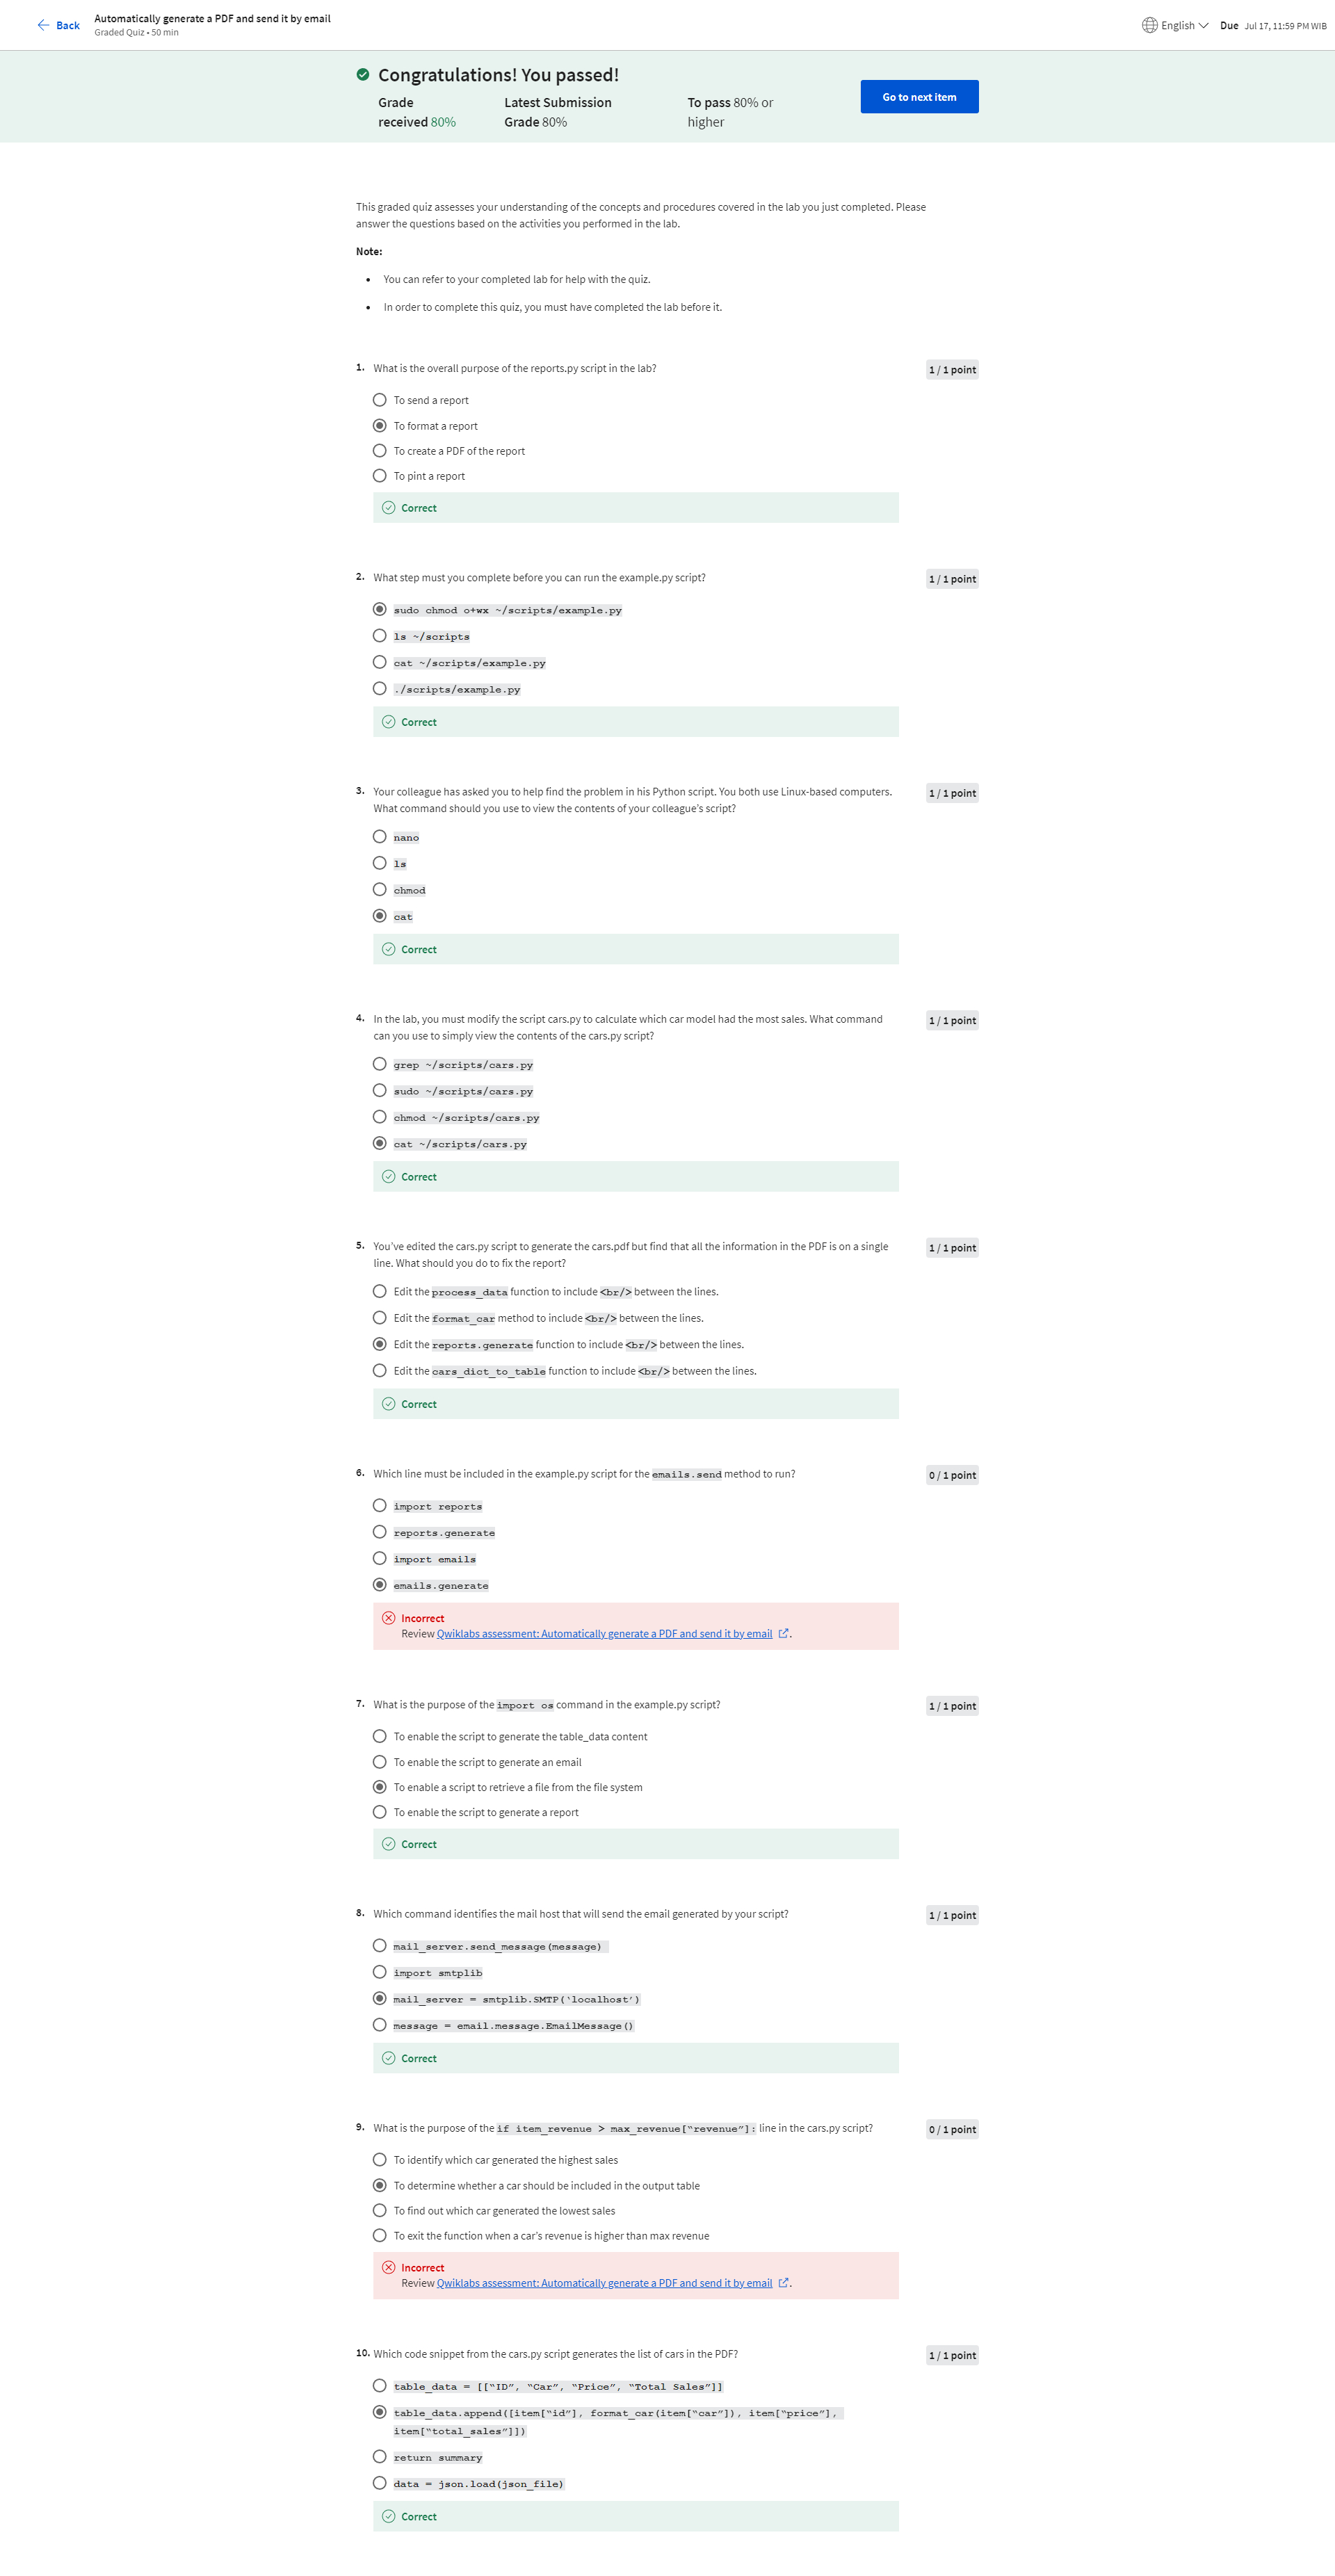 Back
Automatically generate a PDF and send it by email
Graded Quiz • 50 min
English
Due Jul 17, 11:59 PM WIB
Congratulations! You passed!
Grade received 80%
Latest Submission Grade 80%
To pass 80% or higher
Go to next item
This graded quiz assesses your understanding of the concepts and procedures covered in the lab you just completed. Please
answer the questions based on the activities you performed in the lab.
Note:
• You can refer to your completed lab for help with the quiz.
• In order to complete this quiz, you must have completed the lab before it.
1. What is the overall purpose of the reports.py script in the lab?
1 / 1 point
To send a report
To format a report
To create a PDF of the report
To pint a report
Correct
2. What step must you complete before you can run the example.py script?
1 / 1 point
sudo chmod o+wx ~/scripts/example.py
ls ~/scripts
cat ~/scripts/example.py
./scripts/example.py
Correct
3. Your colleague has asked you to help find the problem in his Python script. You both use Linux-based computers.
What command should you use to view the contents of your colleague’s script?
1 / 1 point
nano
ls
chmod
cat
Correct
4. In the lab, you must modify the script cars.py to calculate which car model had the most sales. What command
can you use to simply view the contents of the cars.py script?
1 / 1 point
grep ~/scripts/cars.py
sudo ~/scripts/cars.py
chmod ~/scripts/cars.py
cat ~/scripts/cars.py
Correct
5. You’ve edited the cars.py script to generate the cars.pdf but find that all the information in the PDF is on a single
line. What should you do to fix the report?
1 / 1 point
Edit the process_data function to include <br/> between the lines.
Edit the format_car method to include <br/> between the lines.
Edit the reports.generate function to include <br/> between the lines.
Edit the cars_dict_to_table function to include <br/> between the lines.
Correct
6. Which line must be included in the example.py script for the emails.send method to run?
0 / 1 point
import reports
reports.generate
import emails
emails.generate
Incorrect
Review Qwiklabs assessment: Automatically generate a PDF and send it by email .
7. What is the purpose of the import os command in the example.py script?
1 / 1 point
To enable the script to generate the table_data content
To enable the script to generate an email
To enable a script to retrieve a file from the file system
To enable the script to generate a report
Correct
8. Which command identifies the mail host that will send the email generated by your script?
1 / 1 point
mail_server.send_message(message)
import smtplib
mail_server = smtplib.SMTP(‘localhost’)
message = email.message.EmailMessage()
Correct
9. What is the purpose of the if item_revenue > max_revenue[“revenue”]: line in the cars.py script?
0 / 1 point
To identify which car generated the highest sales
To determine whether a car should be included in the output table
To find out which car generated the lowest sales
To exit the function when a car’s revenue is higher than max revenue
Incorrect
Review Qwiklabs assessment: Automatically generate a PDF and send it by email .
10. Which code snippet from the cars.py script generates the list of cars in the PDF?
1 / 1 point
table_data = [[“ID”, “Car”, “Price”, “Total Sales”]]
table_data.append([item[“id”], format_car(item[“car”]), item[“price”],
item[“total_sales”]])
return summary
data = json.load(json_file)
Correct